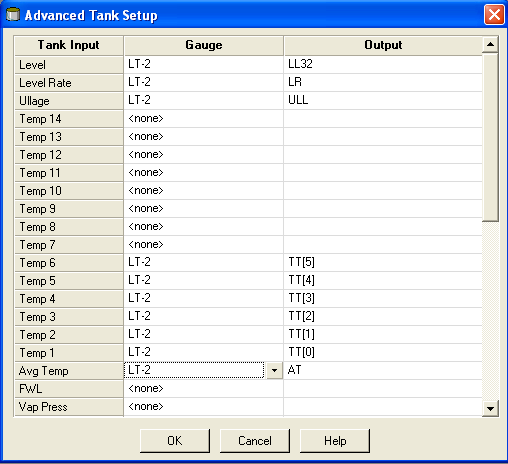 Advanced Tank Setup
Tank Input Gauge Output
Level LT-2 LL32
Level Rate LT-2 LR
Ullage LT-2 ULL
Temp 14 <none>
Temp 13 <none>
Temp 12 <none>
Temp 11 <none>
Temp 10 <none>
Temp 9 <none>
Temp 8 <none>
Temp 7 <none>
Temp 6 LT-2 TT[5]
Temp 5 LT-2 TT[4]
Temp 4 LT-2 TT[3]
Temp 3 LT-2 TT[2]
Temp 2 LT-2 TT[1]
Temp 1 LT-2 TT[0]
Avg Temp LT-2 AT
FWL <none>
Vap Press <none>
OK Cancel Help